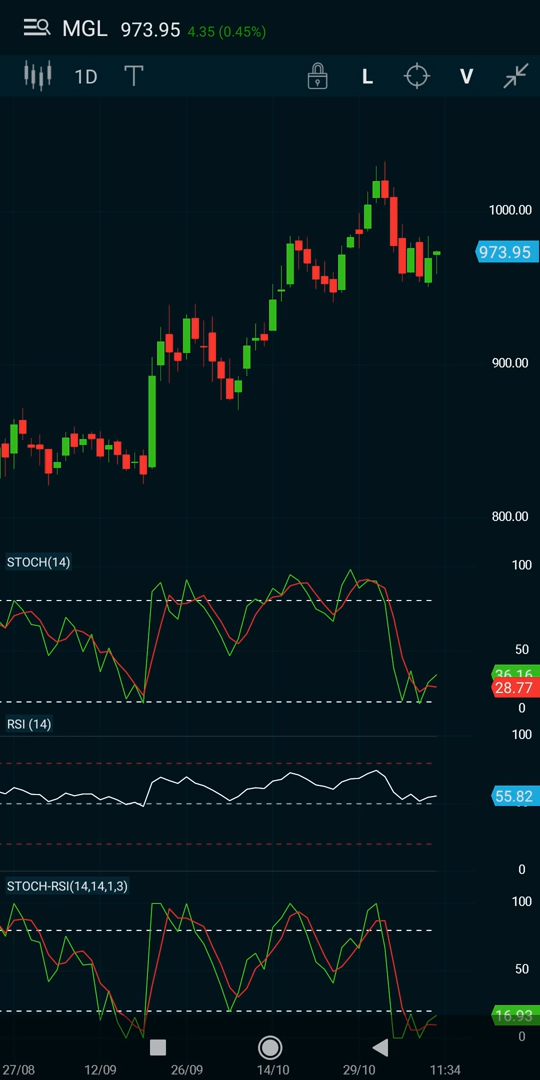 MGL 973.95 4.35 (0.45%)
1D T L V
1000.00
973.95
900.00
800.00
STOCH(14)
100
50
36.16
28.77
0
RSI (14)
100
55.82
0
STOCH-RSI(14,14,1,3)
100
50
16.93
0
27/08 12/09 26/09 14/10 29/10 11:34